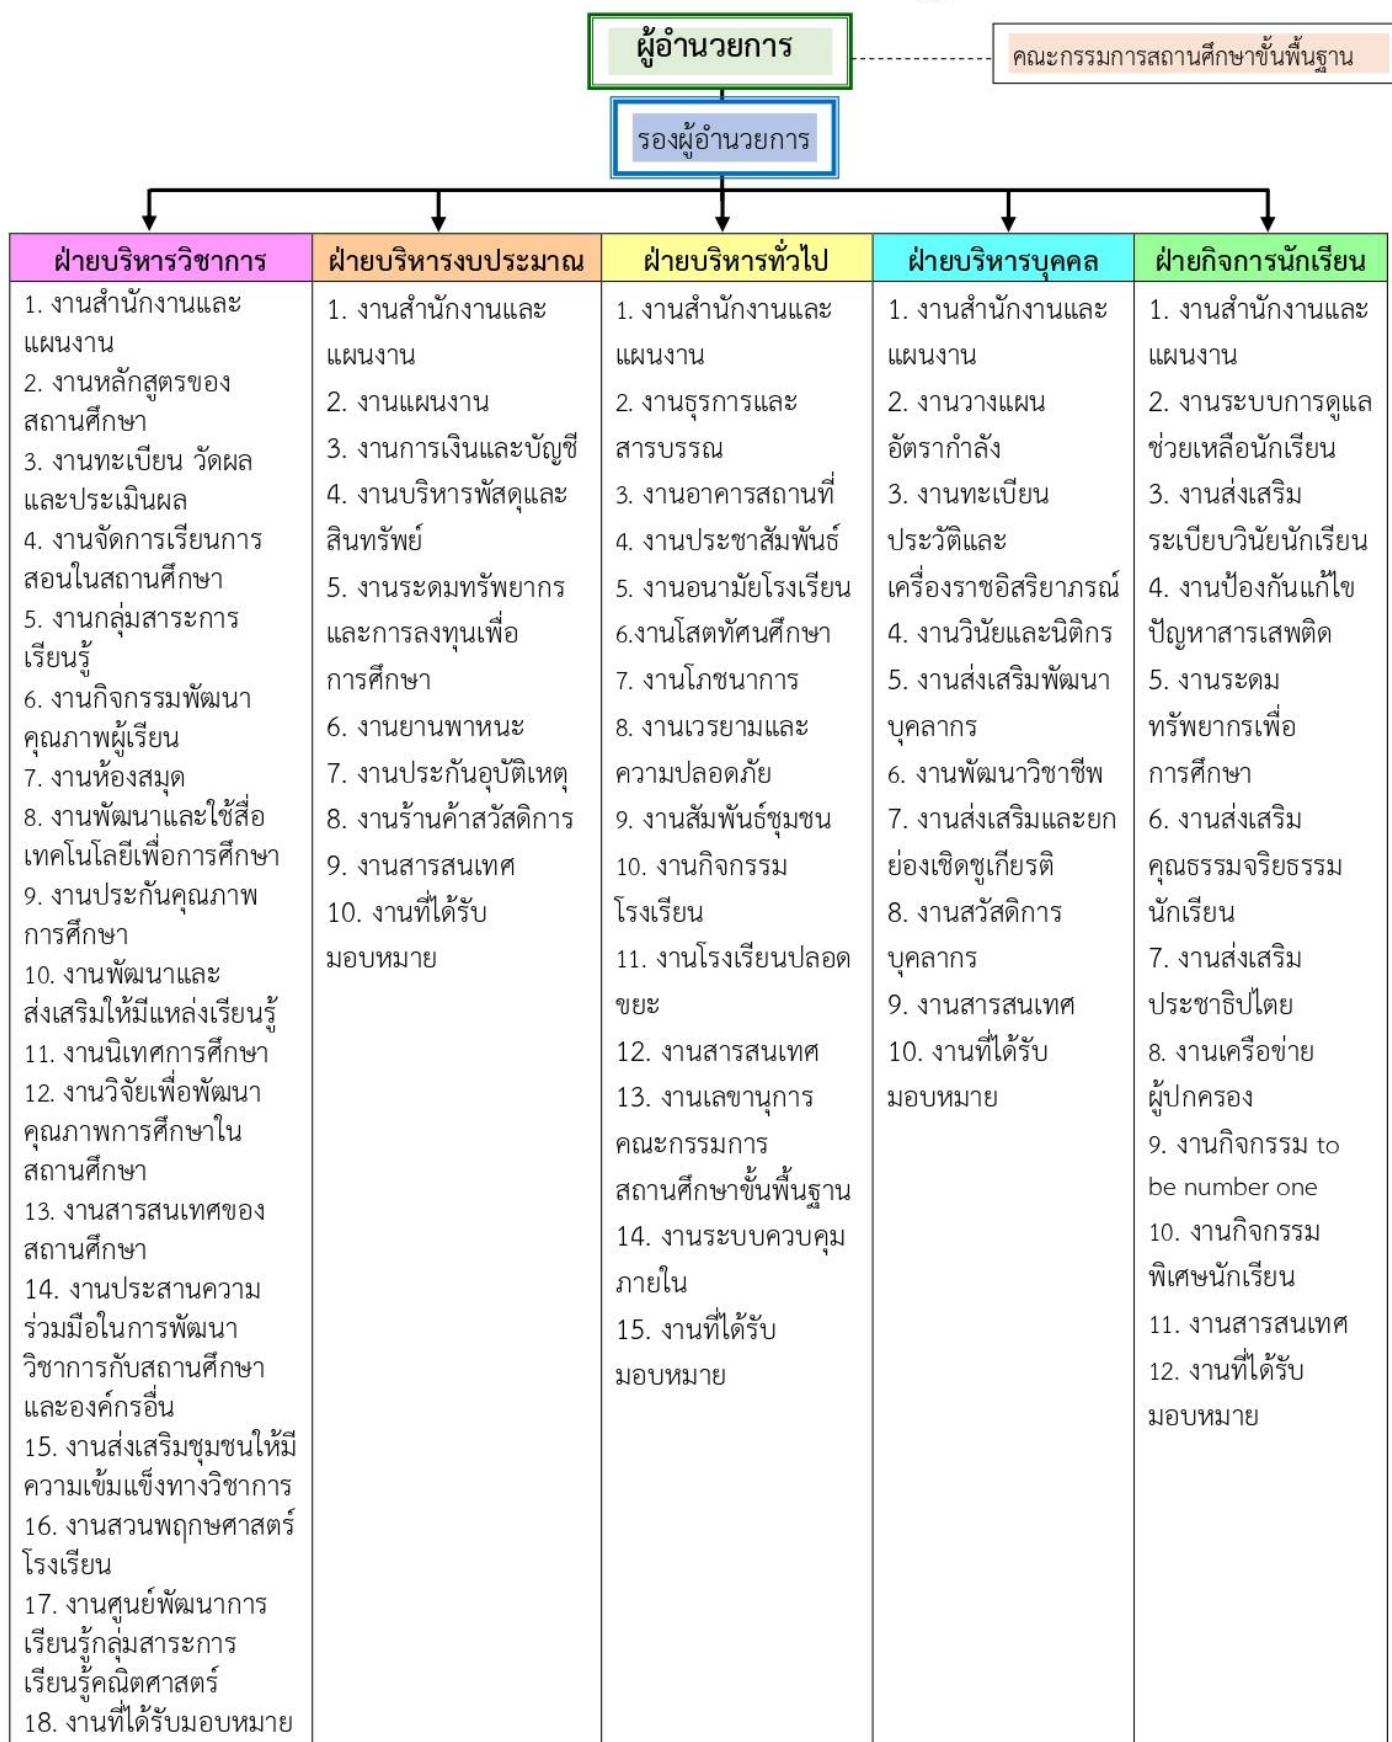 ผู้อำนวยการ
คณะกรรมการสถานศึกษาขั้นพื้นฐาน
รองผู้อำนวยการ
ฝ่ายบริหารวิชาการ
1. งานสำนักงานและ
แผนงาน
2. งานหลักสูตรของ
สถานศึกษา
3. งานทะเบียน วัดผล
และประเมินผล
4. งานจัดการเรียนการ
สอนในสถานศึกษา
5. งานกลุ่มสาระการ
เรียนรู้
6. งานกิจกรรมพัฒนา
คุณภาพผู้เรียน
7. งานห้องสมุด
8. งานพัฒนาและใช้สื่อ
เทคโนโลยีเพื่อการศึกษา
9. งานประกันคุณภาพ
การศึกษา
10. งานพัฒนาและ
ส่งเสริมให้มีแหล่งเรียนรู้
11. งานนิเทศการศึกษา
12. งานวิจัยเพื่อพัฒนา
คุณภาพการศึกษาใน
สถานศึกษา
13. งานสารสนเทศของ
สถานศึกษา
14. งานประสานความ
ร่วมมือในการพัฒนา
วิชาการกับสถานศึกษา
และองค์กรอื่น
15. งานส่งเสริมชุมชนให้มี
ความเข้มแข็งทางวิชาการ
16. งานสวนพฤกษศาสตร์
โรงเรียน
17. งานศูนย์พัฒนาการ
เรียนรู้กลุ่มสาระการ
เรียนรู้คณิตศาสตร์
18. งานที่ได้รับมอบหมาย
ฝ่ายบริหารงบประมาณ
1. งานสำนักงานและ
แผนงาน
2. งานแผนงาน
3. งานการเงินและบัญชี
4. งานบริหารพัสดุและ
สินทรัพย์
5. งานระดมทรัพยากร
และการลงทุนเพื่อ
การศึกษา
6. งานยานพาหนะ
7. งานประกันอุบัติเหตุ
8. งานร้านค้าสวัสดิการ
9. งานสารสนเทศ
10. งานที่ได้รับ
มอบหมาย
ฝ่ายบริหารทั่วไป
1. งานสำนักงานและ
แผนงาน
2. งานธุรการและ
สารบรรณ
3. งานอาคารสถานที่
4. งานประชาสัมพันธ์
5. งานอนามัยโรงเรียน
6.งานโสตทัศนศึกษา
7. งานโภชนาการ
8. งานเวรยามและ
ความปลอดภัย
9. งานสัมพันธ์ชุมชน
10. งานกิจกรรม
โรงเรียน
11. งานโรงเรียนปลอด
ขยะ
12. งานสารสนเทศ
13. งานเลขานุการ
คณะกรรมการ
สถานศึกษาขั้นพื้นฐาน
14. งานระบบควบคุม
ภายใน
15. งานที่ได้รับ
มอบหมาย
ฝ่ายบริหารบุคคล
1. งานสำนักงานและ
แผนงาน
2. งานวางแผน
อัตรากำลัง
3. งานทะเบียน
ประวัติและ
เครื่องราชอิสริยาภรณ์
4. งานวินัยและนิติกร
5. งานส่งเสริมพัฒนา
บุคลากร
6. งานพัฒนาวิชาชีพ
7. งานส่งเสริมและยก
ย่องเชิดชูเกียรติ
8. งานสวัสดิการ
บุคลากร
9. งานสารสนเทศ
10. งานที่ได้รับ
มอบหมาย
ฝ่ายกิจการนักเรียน
1. งานสำนักงานและ
แผนงาน
2. งานระบบการดูแล
ช่วยเหลือนักเรียน
3. งานส่งเสริม
ระเบียบวินัยนักเรียน
4. งานป้องกันแก้ไข
ปัญหาสารเสพติด
5. งานระดม
ทรัพยากรเพื่อ
การศึกษา
6. งานส่งเสริม
คุณธรรมจริยธรรม
นักเรียน
7. งานส่งเสริม
ประชาธิปไตย
8. งานเครือข่าย
ผู้ปกครอง
9. งานกิจกรรม to
be number one
10. งานกิจกรรม
พิเศษนักเรียน
11. งานสารสนเทศ
12. งานที่ได้รับ
มอบหมาย